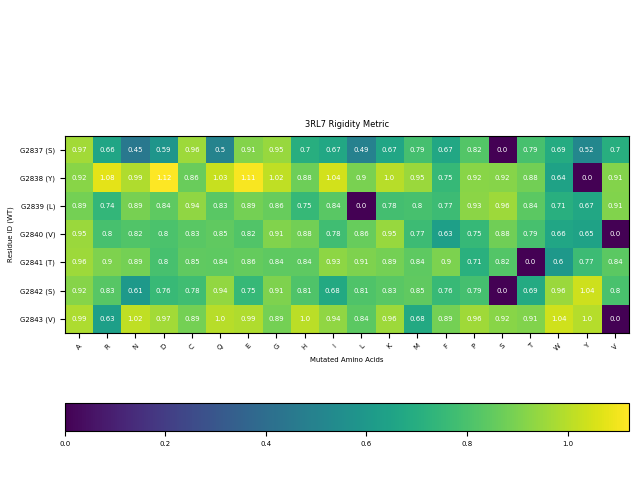 3RL7 Rigidity Metric
Residue ID (WT)
G2837 (S) 0.97 0.66 0.45 0.59 0.96 0.5 0.91 0.95 0.7 0.67 0.49 0.67 0.79 0.67 0.82 0.0 0.79 0.69 0.52 0.7
G2838 (Y) 0.92 1.06 0.99 1.12 0.86 1.03 1.11 1.02 0.88 1.04 0.9 1.0 0.95 0.75 0.92 0.92 0.88 0.64 0.0 0.91
G2839 (L) 0.89 0.74 0.89 0.84 0.94 0.83 0.89 0.86 0.75 0.84 0.0 0.78 0.8 0.77 0.93 0.96 0.84 0.71 0.67 0.91
G2840 (V) 0.95 0.8 0.82 0.8 0.83 0.85 0.82 0.91 0.88 0.78 0.86 0.95 0.77 0.63 0.75 0.88 0.79 0.66 0.65 0.0
G2841 (T) 0.96 0.9 0.89 0.8 0.85 0.84 0.86 0.84 0.84 0.93 0.91 0.89 0.84 0.9 0.71 0.82 0.0 0.6 0.77 0.84
G2842 (S) 0.92 0.83 0.61 0.76 0.78 0.94 0.75 0.91 0.81 0.68 0.81 0.83 0.85 0.76 0.79 0.0 0.69 0.96 1.04 0.8
G2843 (V) 0.99 0.63 1.02 0.97 0.89 1.0 0.99 0.89 1.0 0.94 0.84 0.96 0.68 0.89 0.96 0.92 0.91 1.04 1.0 0.0
A R N D C Q E G H I L K M F P S T W Y V
Mutated Amino Acids
0.0 0.2 0.4 0.6 0.8 1.0